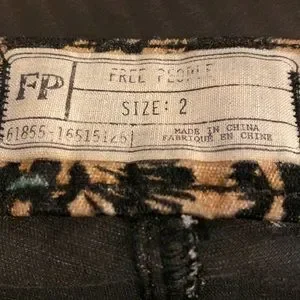 FP
FREE PEOPLE
SIZE: 2
61855-16515126
MADE IN CHINA
FABRIQUE EN CHINE